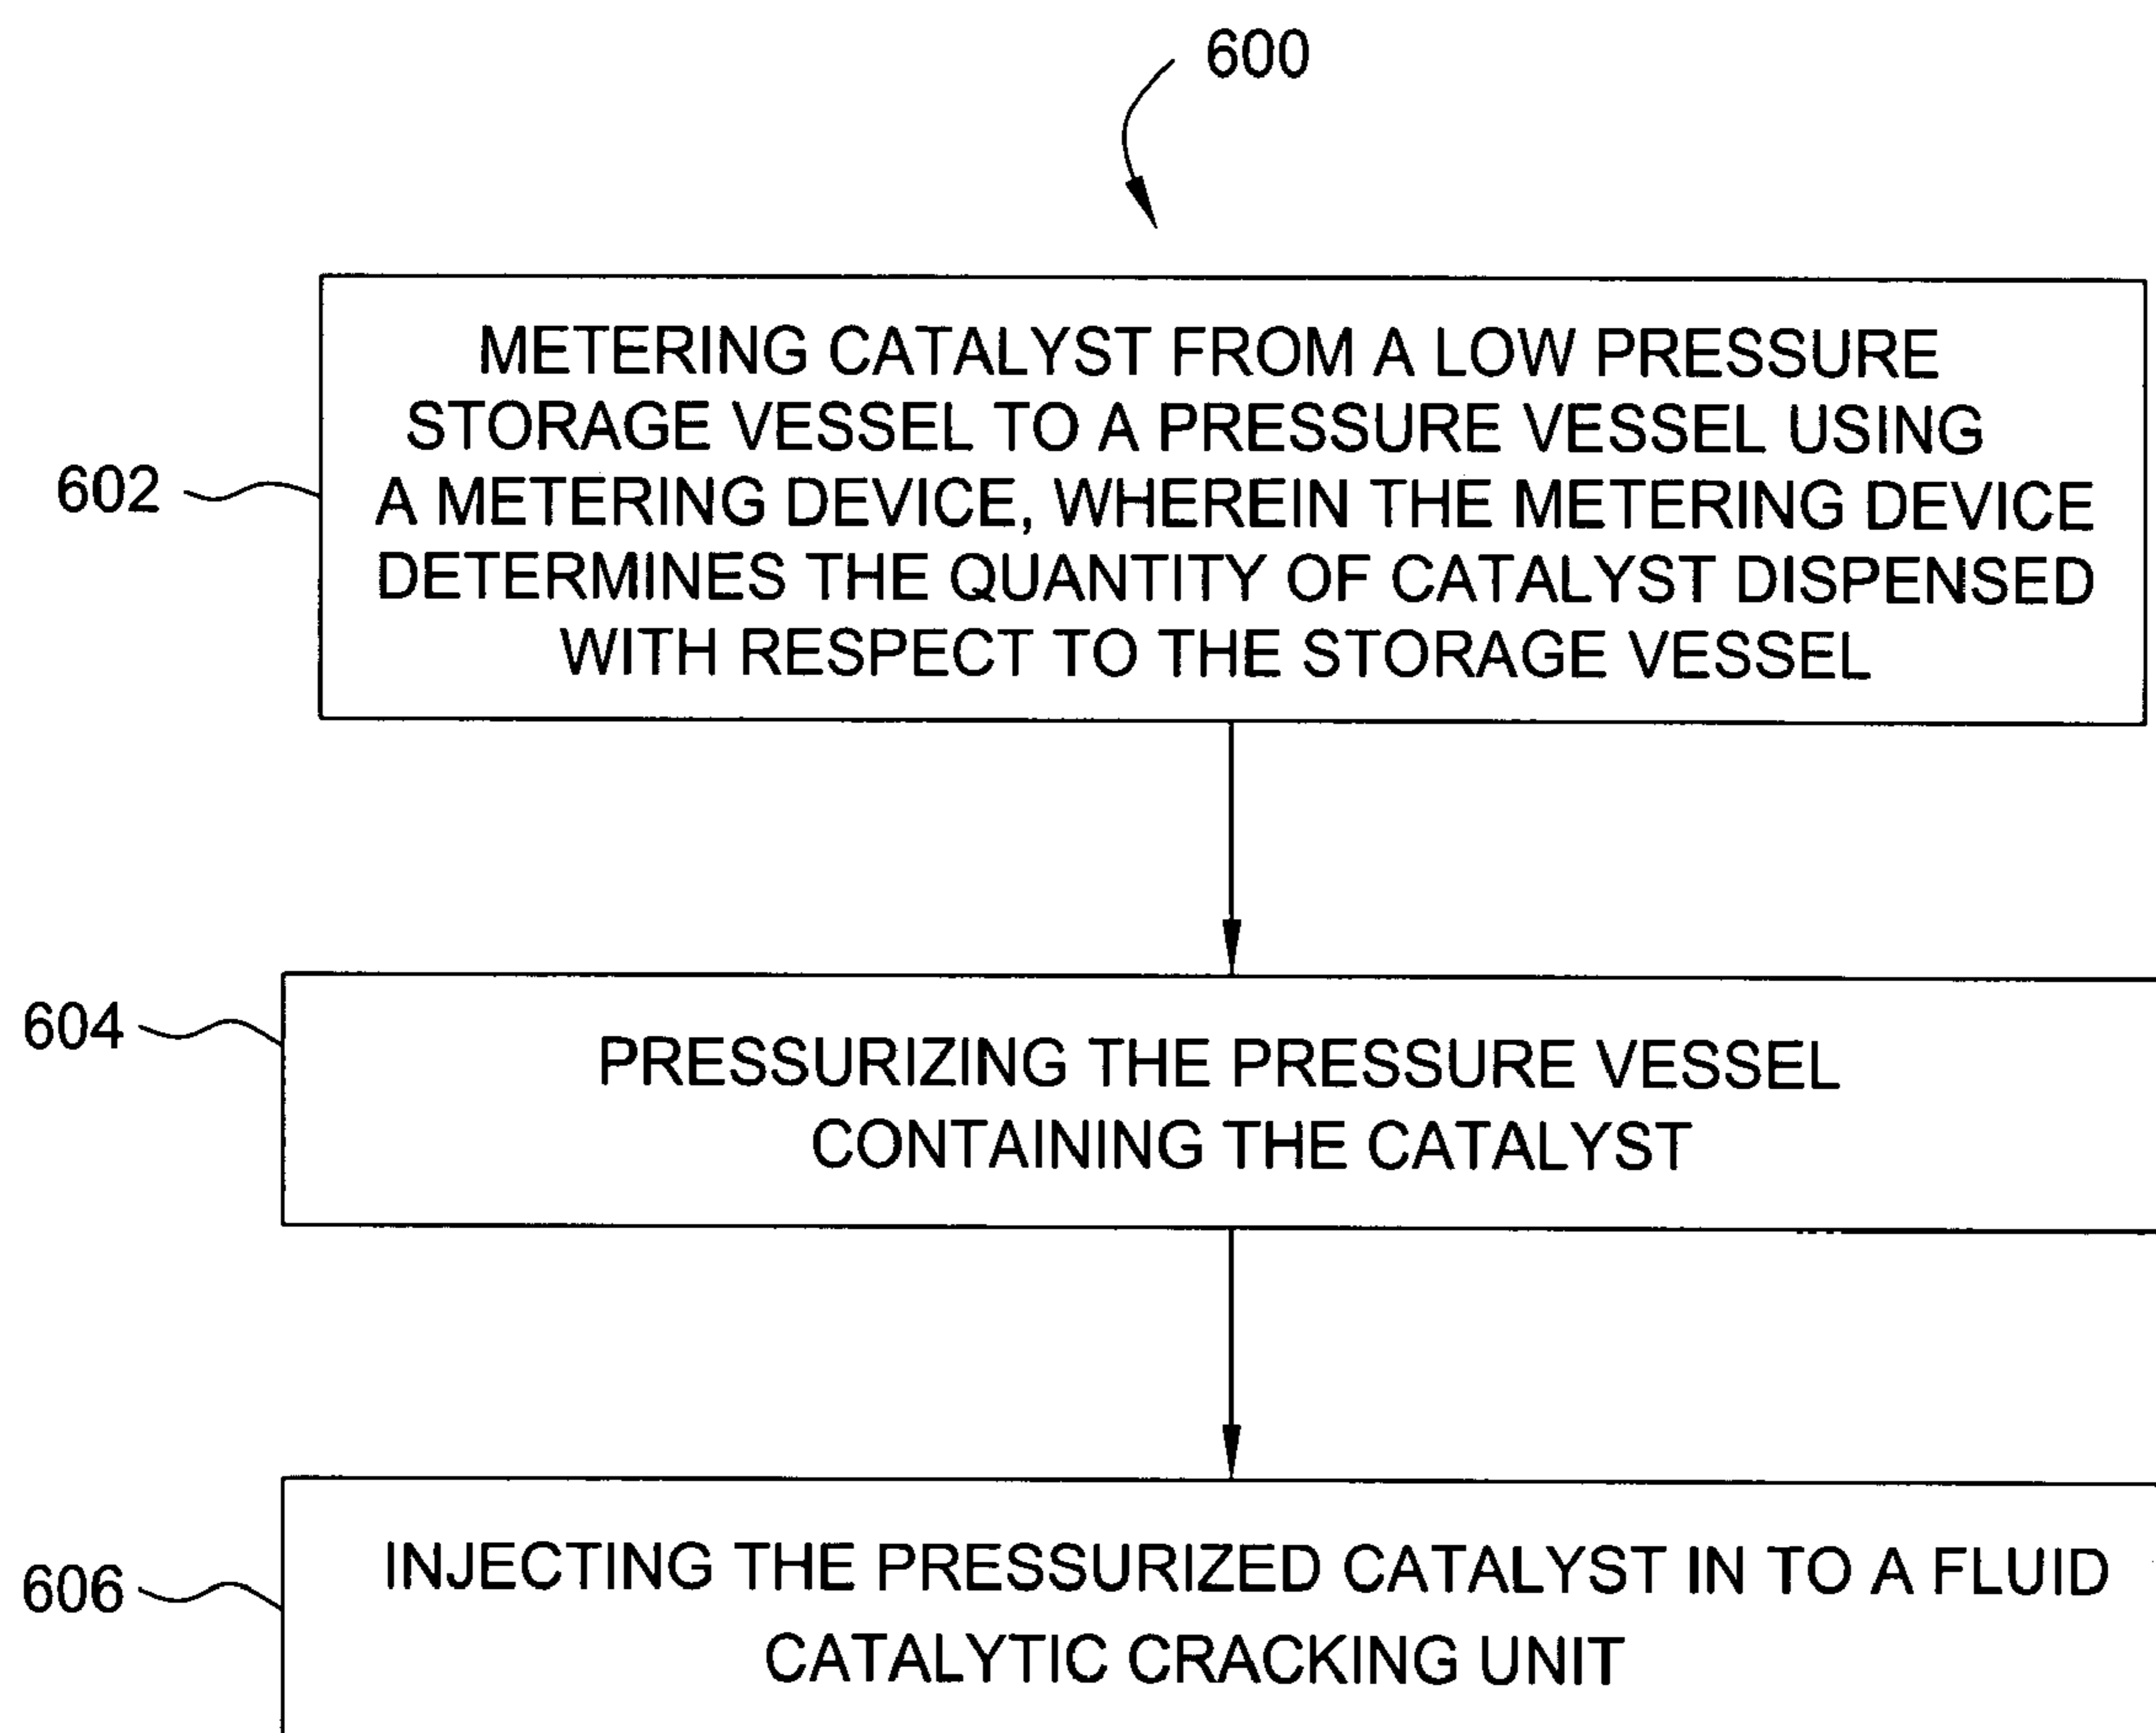 600
METERING CATALYST FROM A LOW PRESSURE
STORAGE VESSEL TO A PRESSURE VESSEL USING
602
A METERING DEVICE, WHEREIN THE METERING DEVICE
DETERMINES THE QUANTITY OF CATALYST DISPENSED
WITH RESPECT TO THE STORAGE VESSEL
604
PRESSURIZING THE PRESSURE VESSEL
CONTAINING THE CATALYST
606
INJECTING THE PRESSURIZED CATALYST IN TO A FLUID
CATALYTIC CRACKING UNIT